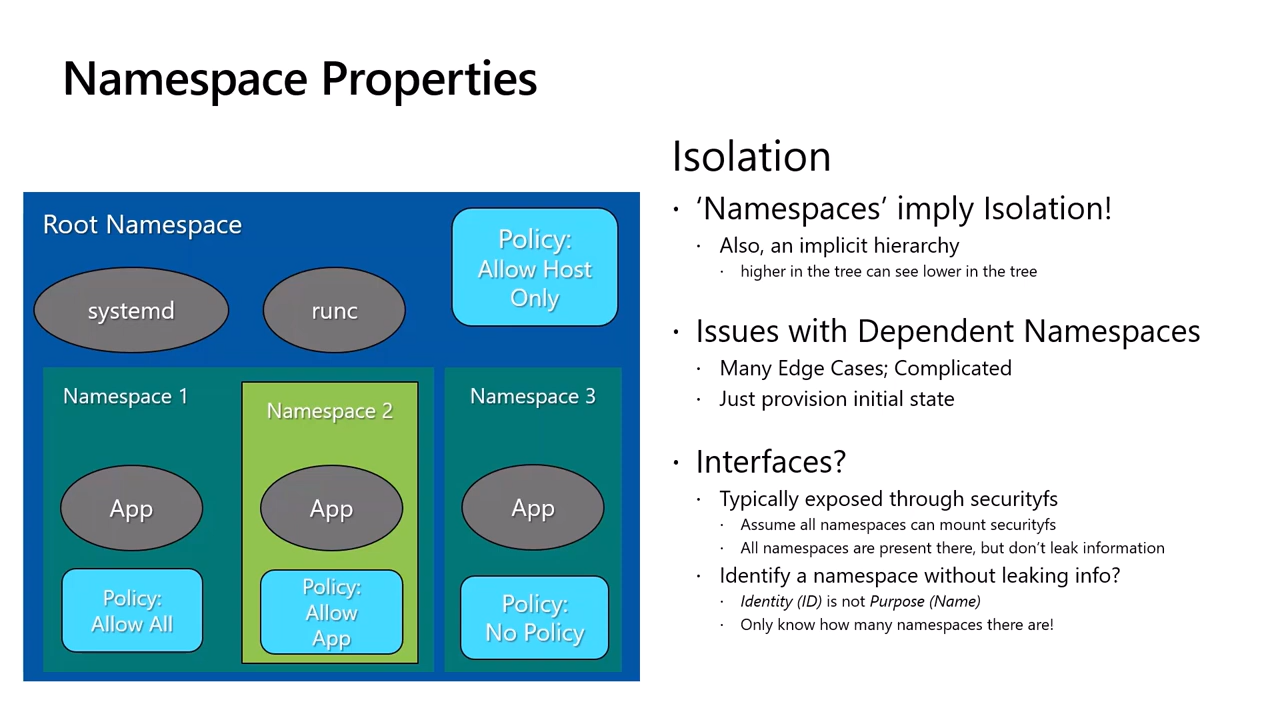 Namespace Properties
Root Namespace
systemd
runc
Policy:
Allow Host
Only
Namespace 1
App
Policy:
Allow All
Namespace 2
App
Policy:
Allow
App
Namespace 3
App
Policy:
No Policy
Isolation
• ‘Namespaces’ imply Isolation!
• Also, an implicit hierarchy
• higher in the tree can see lower in the tree
• Issues with Dependent Namespaces
• Many Edge Cases; Complicated
• Just provision initial state
• Interfaces?
• Typically exposed through securityfs
• Assume all namespaces can mount securityfs
• All namespaces are present there, but don’t leak information
• Identify a namespace without leaking info?
• Identity (ID) is not Purpose (Name)
• Only know how many namespaces there are!